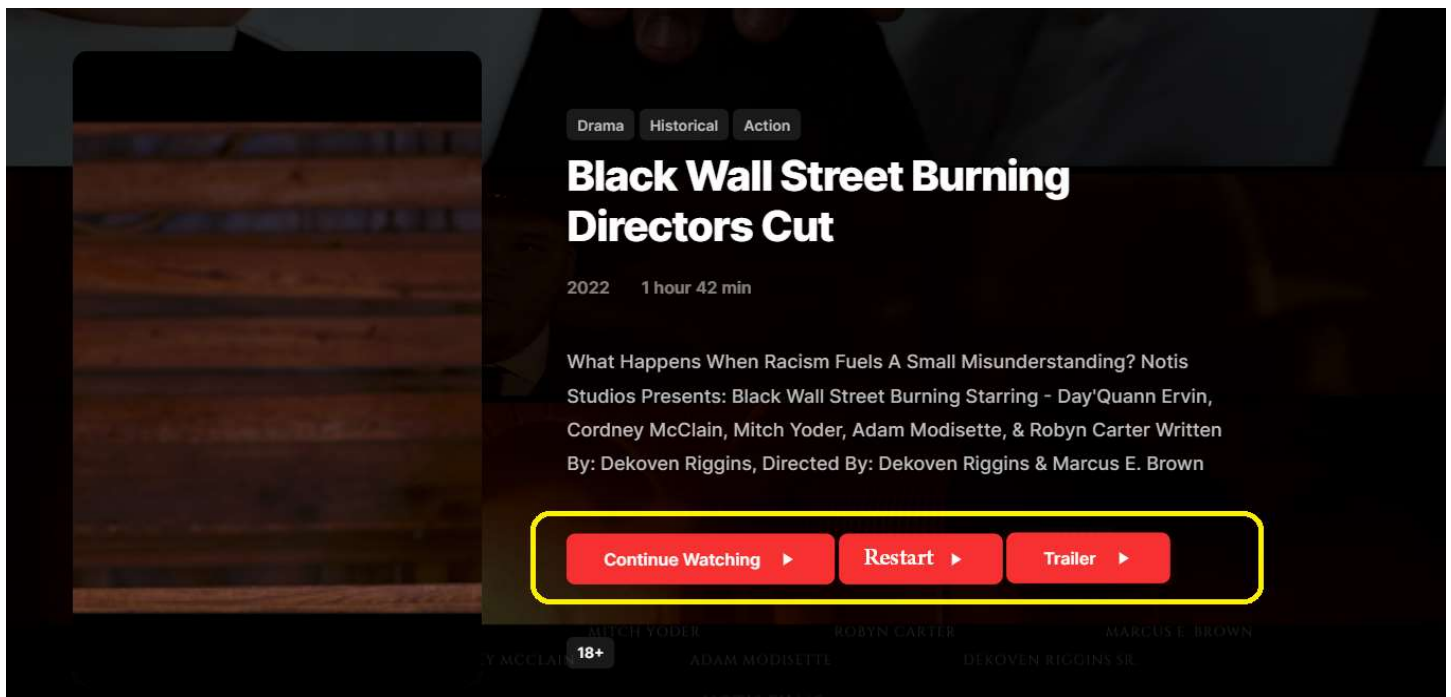 Drama Historical Action
Black Wall Street Burning
Directors Cut
2022 1 hour 42 min
What Happens When Racism Fuels A Small Misunderstanding? Notis
Studios Presents: Black Wall Street Burning Starring - Day'Quann Ervin,
Cordney McClain, Mitch Yoder, Adam Modisette, & Robyn Carter Written
By: Dekoven Riggins, Directed By: Dekoven Riggins & Marcus E. Brown
Continue Watching Restart Trailer
MITCH YODER ROBYN CARTER MARCUS E. BROWN
18+
Y MCCLAIN ADAM MODISETTE DEKOVEN RIGGINS SR